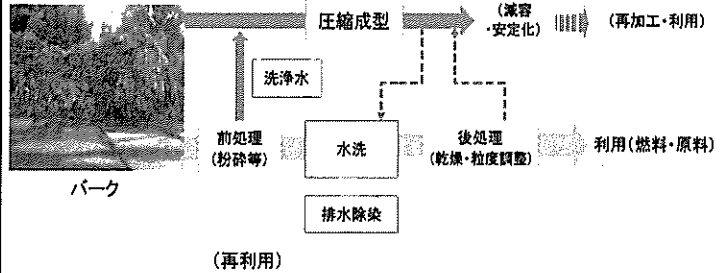 圧縮成型
(減容
・安定化)
(再加工・利用)
洗浄水
前処理
(粉砕等)
水洗
後処理
(乾燥・粒度調整)
利用(燃料・原料)
バーク
排水除染
(再利用)